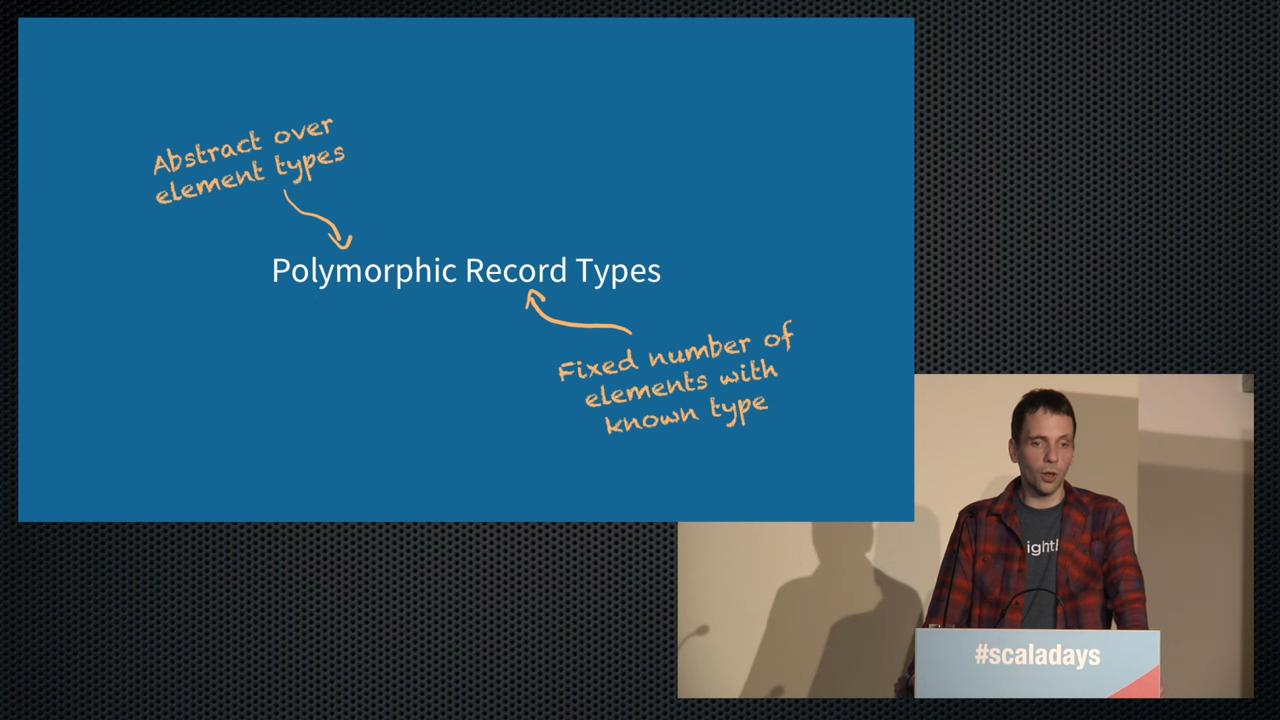 Abstract over
element types
Polymorphic Record Types
Fixed number of
elements with
known type
#scaladays